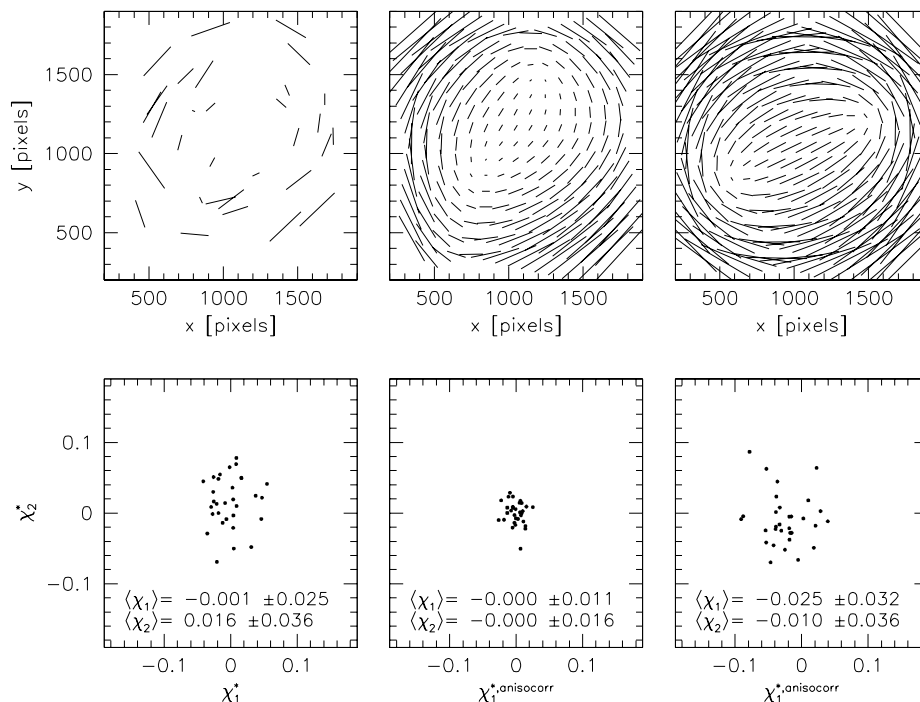 1500
1000
500
y [pixels]
500 1000 1500
x [pixels]
500 1000 1500
x [pixels]
500 1000 1500
x [pixels]
0.1
0
−0.1
χ₂*
⟨χ₁⟩= −0.001 ±0.025
⟨χ₂⟩= 0.016 ±0.036
−0.1 0 0.1
χ₁*
⟨χ₁⟩= −0.000 ±0.011
⟨χ₂⟩= −0.000 ±0.016
−0.1 0 0.1
χ₁*,anisocorr
⟨χ₁⟩= −0.025 ±0.032
⟨χ₂⟩= −0.010 ±0.036
−0.1 0 0.1
χ₁*,anisocorr